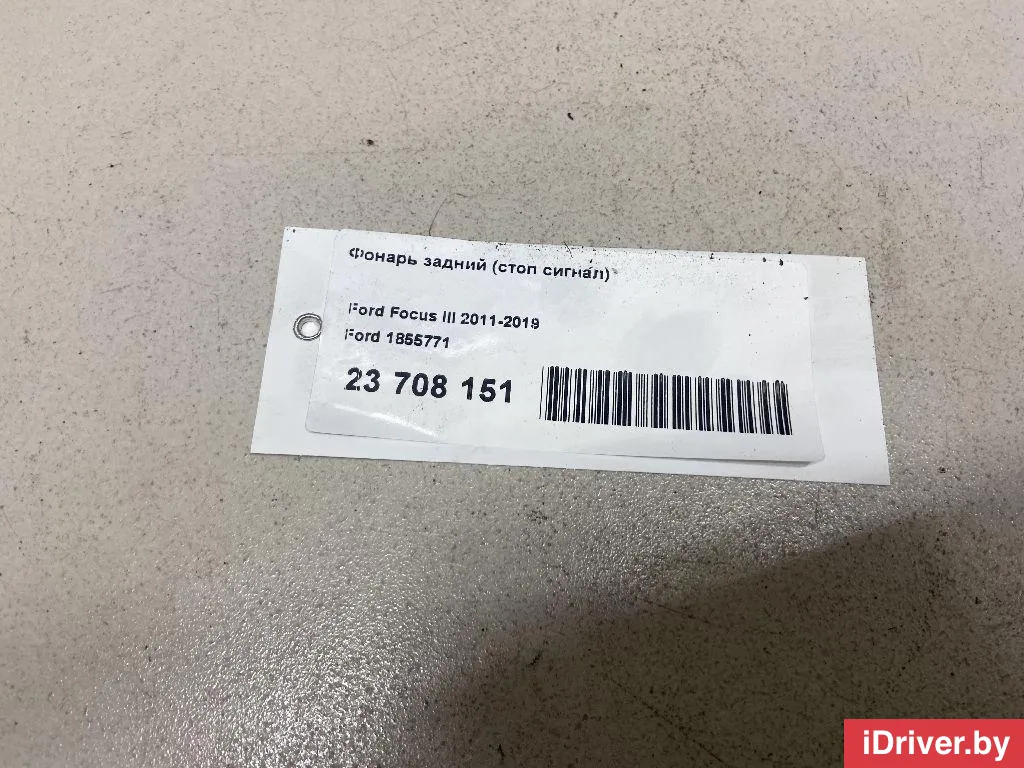 Фонарь задний (стоп сигнал)
Ford Focus III 2011-2019
Ford 1855771
23 708 151
iDriver.by